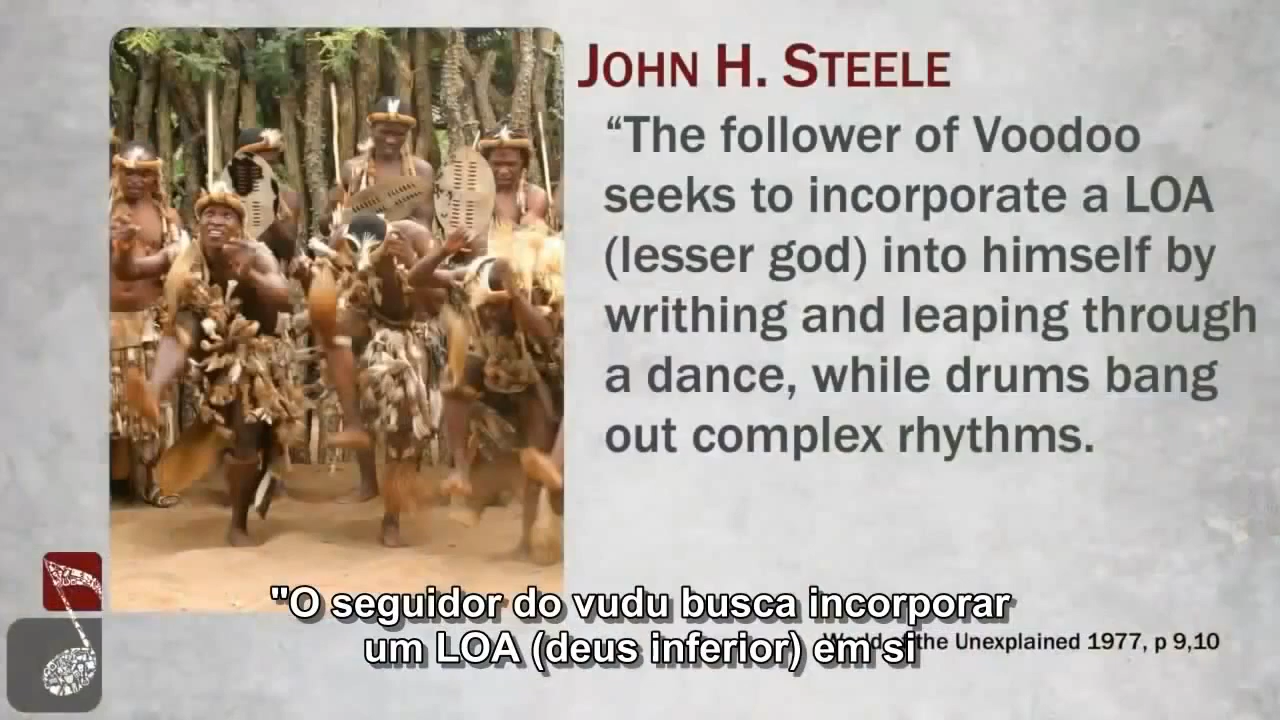 JOHN H. STEELE
“The follower of Voodoo
seeks to incorporate a LOA
(lesser god) into himself by
writhing and leaping through
a dance, while drums bang
out complex rhythms.
"O seguidor do vudu busca incorporar
um LOA (deus inferior) em si
the Unexplained 1977, p 9,10